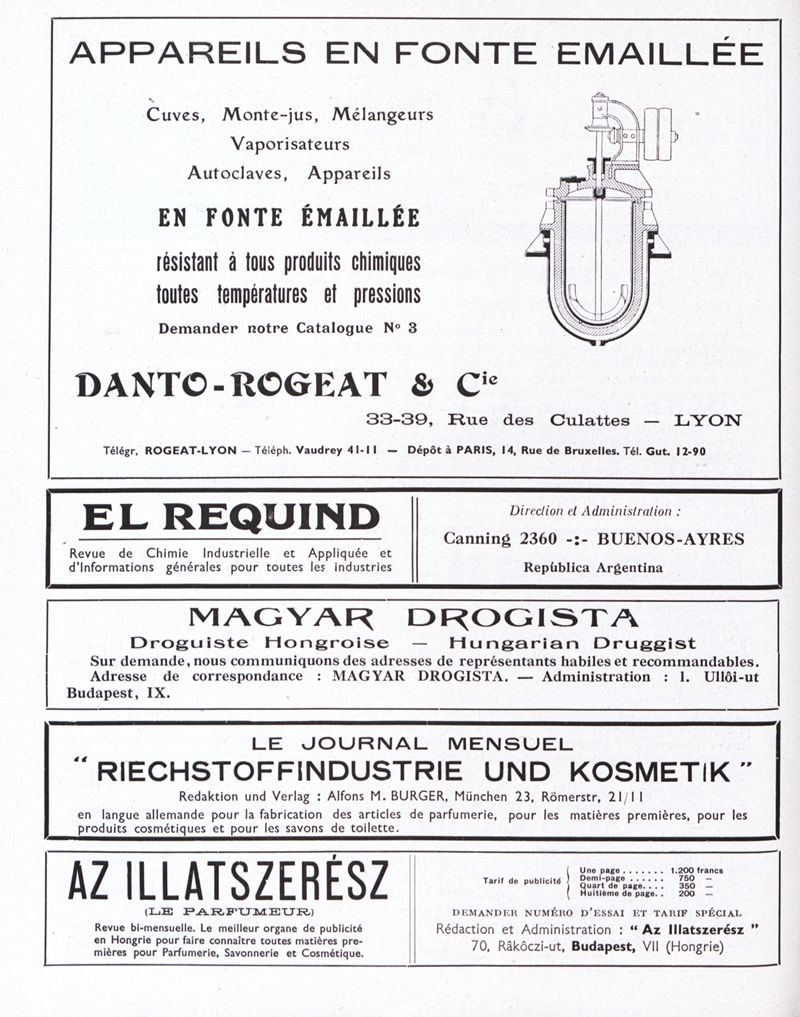 APPAREILS EN FONTE EMAILLÉE
Cuves, Monte-jus, Mélangeurs
Vaporisateurs
Autoclaves, Appareils
EN FONTE ÉMAILLÉE
résistant à tous produits chimiques
toutes températures et pressions
Demander notre Catalogue Nº 3
DANTO-ROGEAT & Cie
33-39, Rue des Culattes — LYON
Télégr. ROGEAT-LYON — Téléph. Vaudrey 41-11 — Dépôt à PARIS, 14, Rue de Bruxelles. Tél. Gut. 12-90
EL REQUIND
Revue de Chimie Industrielle et Appliquée et
d'Informations générales pour toutes les industries
Direction et Administration :
Canning 2360 -:- BUENOS-AYRES
República Argentina
MAGYAR DROGISTA
Droguiste Hongroise — Hungarian Druggist
Sur demande, nous communiquons des adresses de représentants habiles et recommandables.
Adresse de correspondance : MAGYAR DROGISTA. — Administration : 1. Ullôi-ut
Budapest, IX.
LE JOURNAL MENSUEL
“ RIECHSTOFFINDUSTRIE UND KOSMETIK ”
Redaktion und Verlag : Alfons M. BURGER, München 23, Römerstr, 21/11
en langue allemande pour la fabrication des articles de parfumerie, pour les matières premières, pour les
produits cosmétiques et pour les savons de toilette.
AZ ILLATSZERÉSZ
(LE PARFUMEUR)
Revue bi-mensuelle. Le meilleur organe de publicité
en Hongrie pour faire connaître toutes matières pre-
mières pour Parfumerie, Savonnerie et Cosmétique.
Tarif de publicité
Une page . . . . . . . 1.200 francs
Demi-page . . . . . . 750 —
Quart de page. . . . 350 —
Huitième de page. . 200 —
DEMANDER NUMÉRO D'ESSAI ET TARIF SPÉCIAL
Rédaction et Administration : “ Az Illatszerész ”
70, Râkôczi-ut, Budapest, VII (Hongrie)